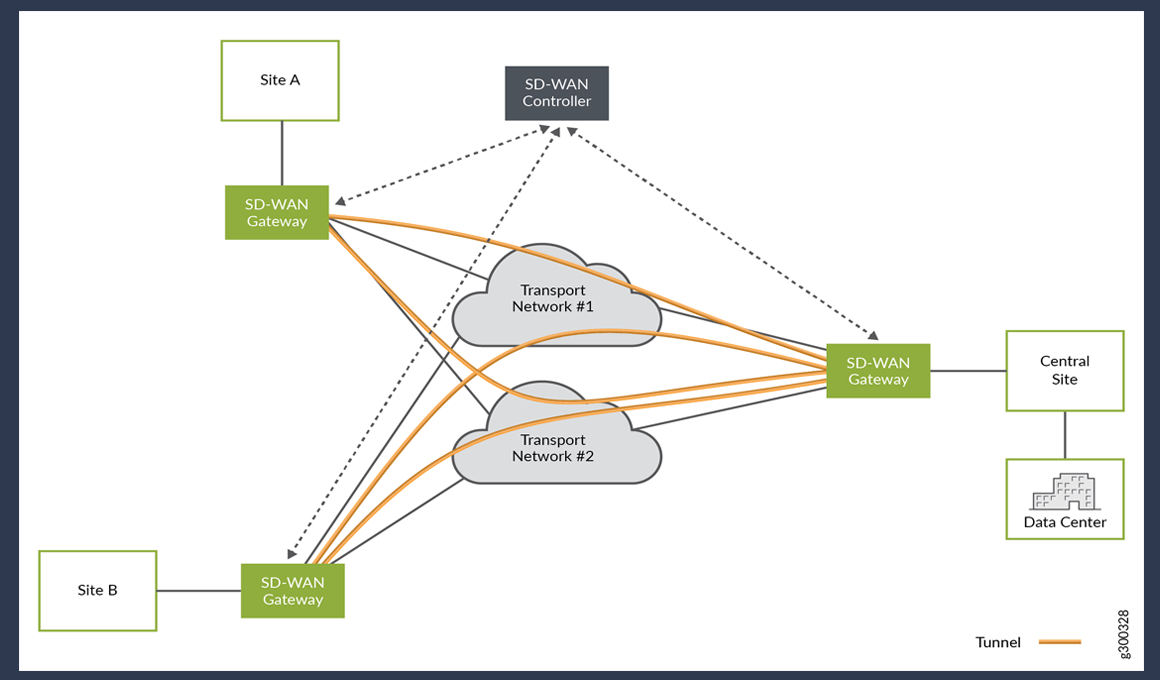 Site A
SD-WAN
Controller
SD-WAN
Gateway
Transport
Network #1
SD-WAN
Gateway
Central
Site
Transport
Network #2
Data Center
Site B
SD-WAN
Gateway
Tunnel
g300328